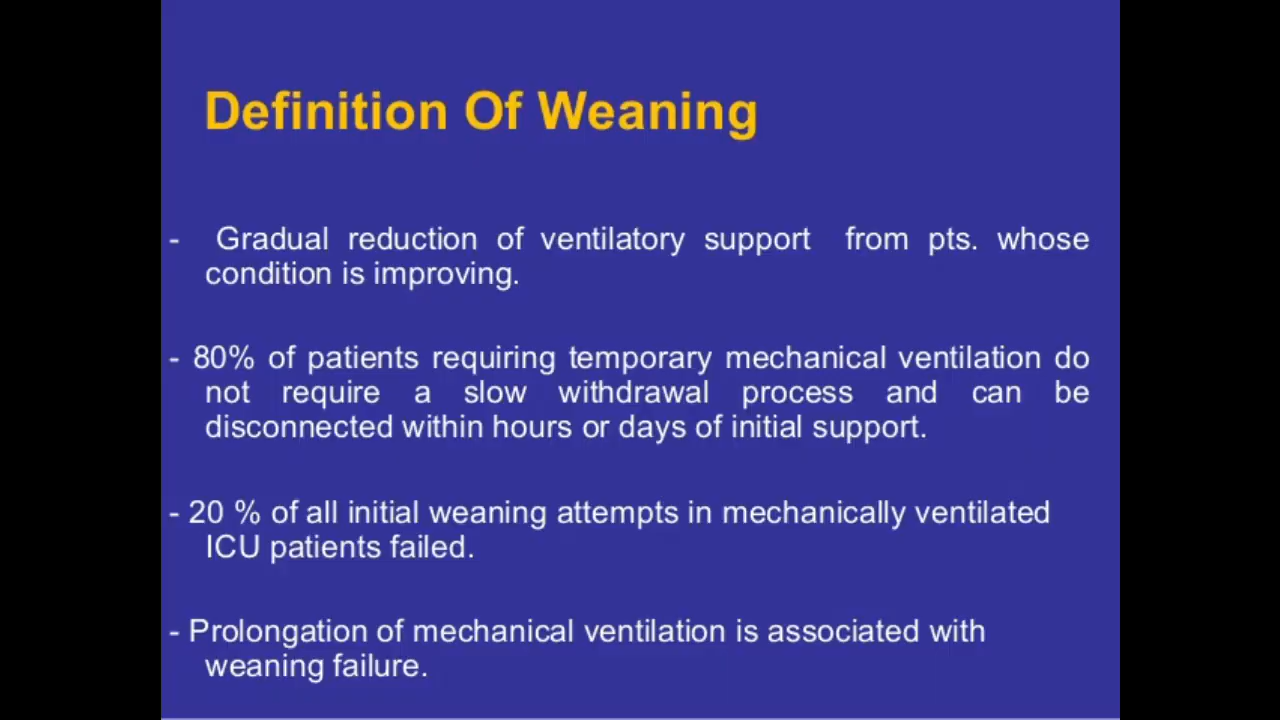 Definition Of Weaning
- Gradual reduction of ventilatory support from pts. whose
condition is improving.
- 80% of patients requiring temporary mechanical ventilation do
not require a slow withdrawal process and can be
disconnected within hours or days of initial support.
- 20 % of all initial weaning attempts in mechanically ventilated
ICU patients failed.
- Prolongation of mechanical ventilation is associated with
weaning failure.